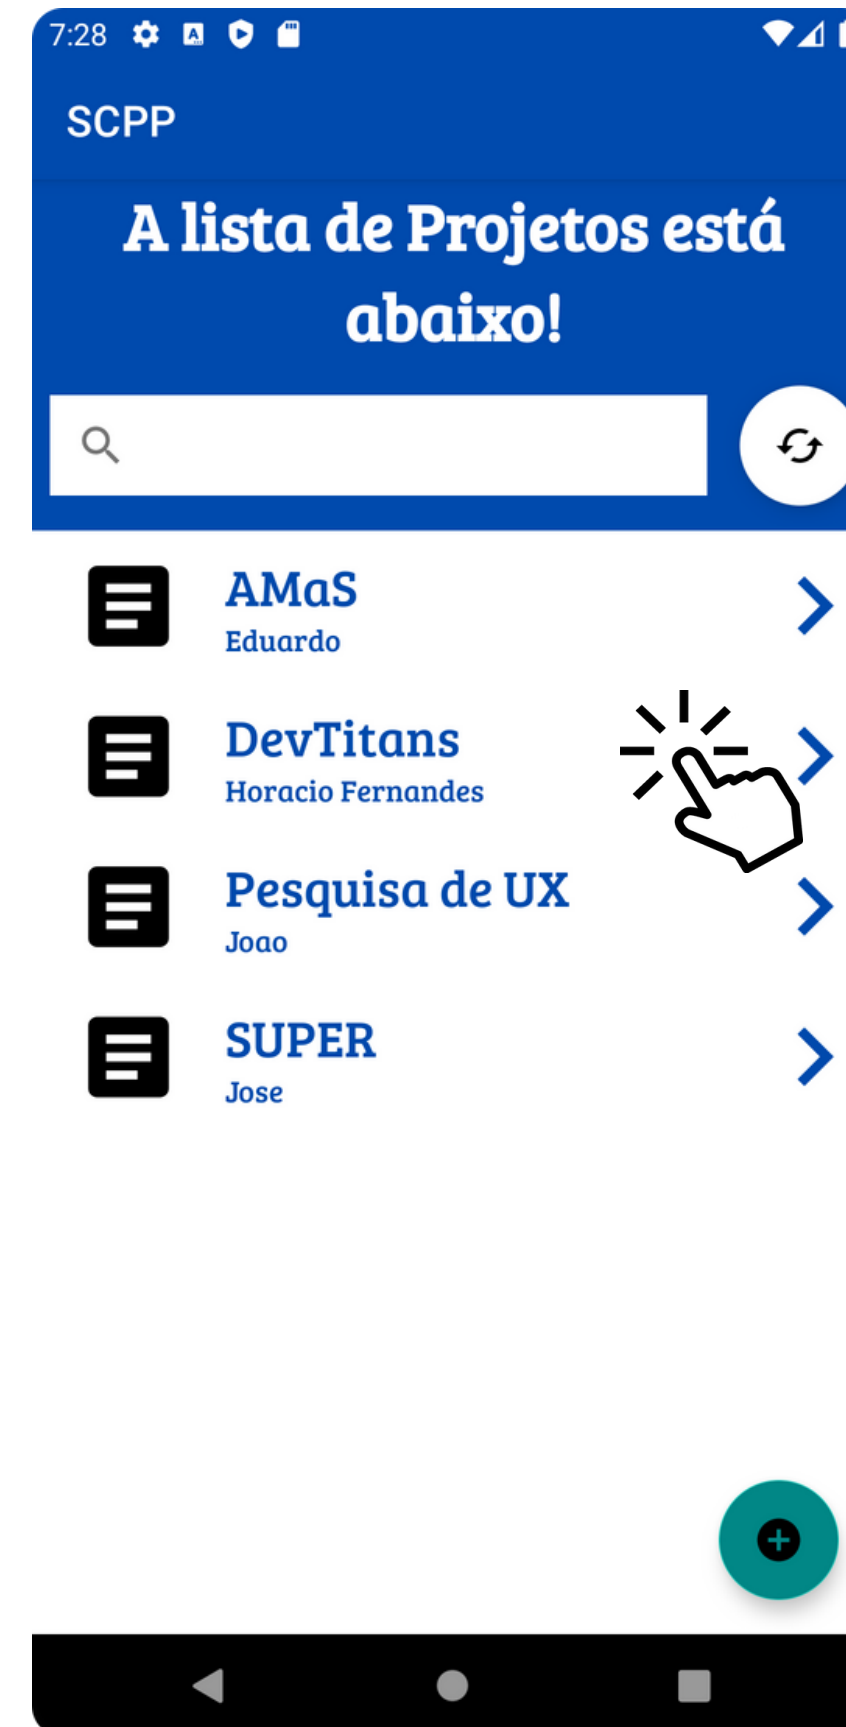 7:28
SCPP
A lista de Projetos está
abaixo!
AMaS
Eduardo
DevTitans
Horacio Fernandes
Pesquisa de UX
Joao
SUPER
Jose